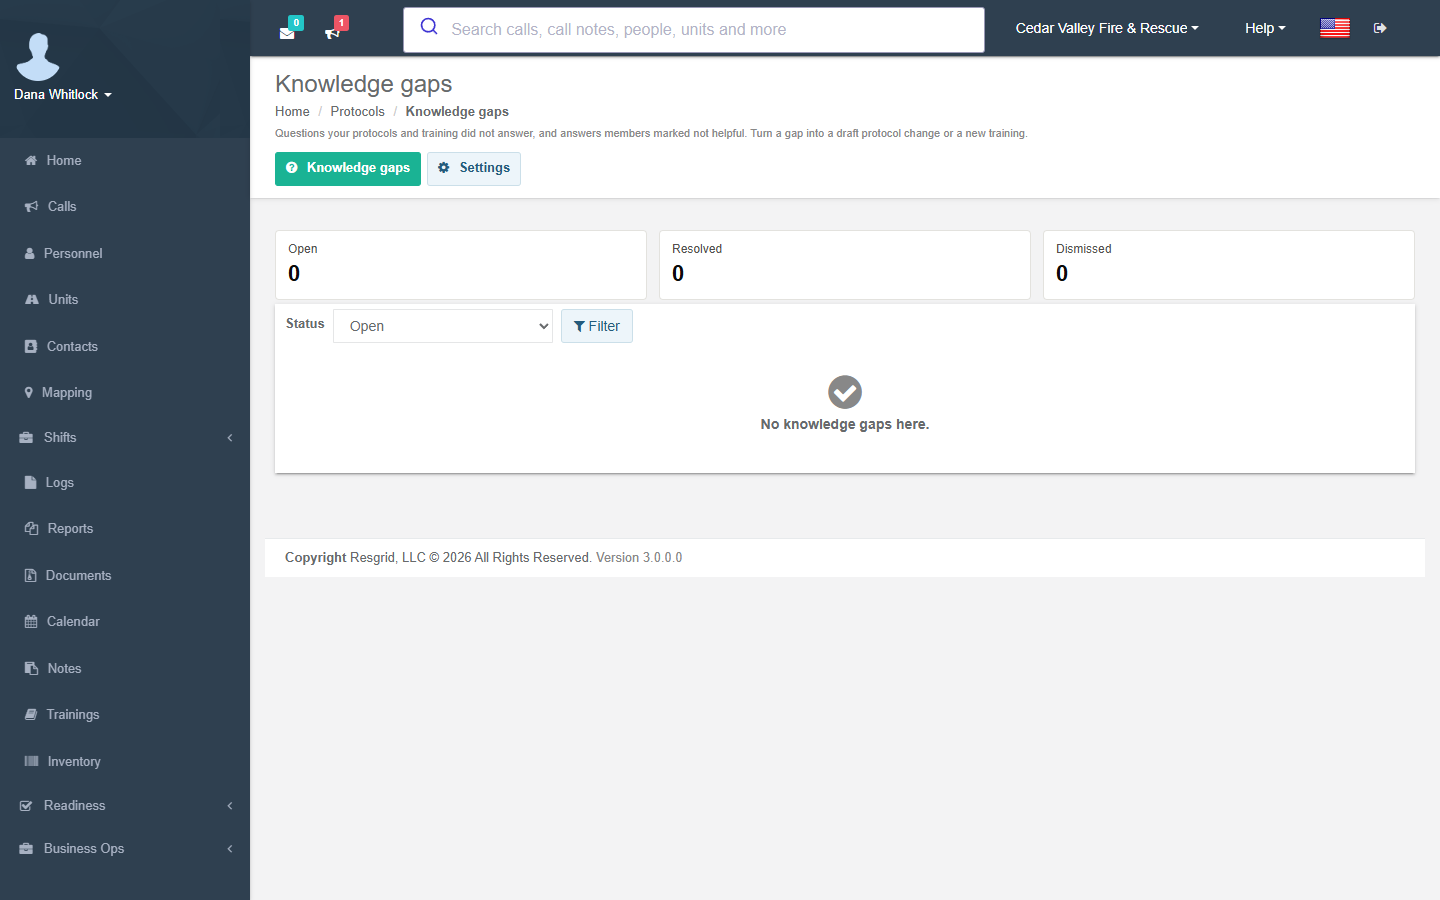 0
1
Search calls, call notes, people, units and more
Cedar Valley Fire & Rescue
Help
Dana Whitlock
Home
Calls
Personnel
Units
Contacts
Mapping
Shifts
Logs
Reports
Documents
Calendar
Notes
Trainings
Inventory
Readiness
Business Ops
Knowledge gaps
Home / Protocols / Knowledge gaps
Questions your protocols and training did not answer, and answers members marked not helpful. Turn a gap into a draft protocol change or a new training.
Knowledge gaps
Settings
Open
0
Resolved
0
Dismissed
0
Status
Open
Filter
No knowledge gaps here.
Copyright Resgrid, LLC © 2026 All Rights Reserved. Version 3.0.0.0